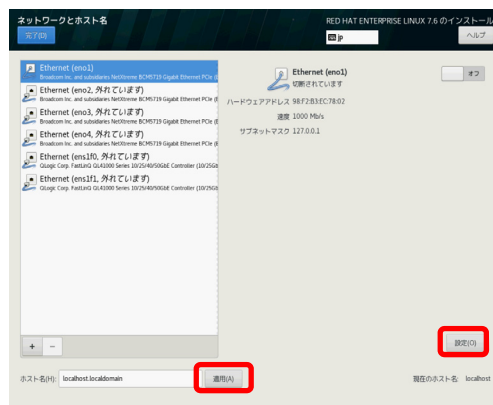 ネットワークとホスト名
RED HAT ENTERPRISE LINUX 7.6 のインストール
完了(D)
jp
ヘルプ
Ethernet (eno1)
Broadcom Inc. and subsidiaries NetXtreme BCM5719 Gigabit Ethernet PCIe (E
Ethernet (eno2, 外れています)
Broadcom Inc. and subsidiaries NetXtreme BCM5719 Gigabit Ethernet PCIe (E
Ethernet (eno3, 外れています)
Broadcom Inc. and subsidiaries NetXtreme BCM5719 Gigabit Ethernet PCIe (E
Ethernet (eno4, 外れています)
Broadcom Inc. and subsidiaries NetXtreme BCM5719 Gigabit Ethernet PCIe (E
Ethernet (ens1f0, 外れています)
QLogic Corp. FastLinQ QL41000 Series 10/25/40/50GbE Controller (10/25Gb
Ethernet (ens1f1, 外れています)
QLogic Corp. FastLinQ QL41000 Series 10/25/40/50GbE Controller (10/25Gb
Ethernet (eno1)
切断されています
オフ
ハードウェアアドレス 98:F2:B3:EC:78:02
速度 1000 Mb/s
サブネットマスク 127.0.0.1
+ −
設定(O)
ホスト名(H): localhost.localdomain
適用(A)
現在のホスト名: localhost